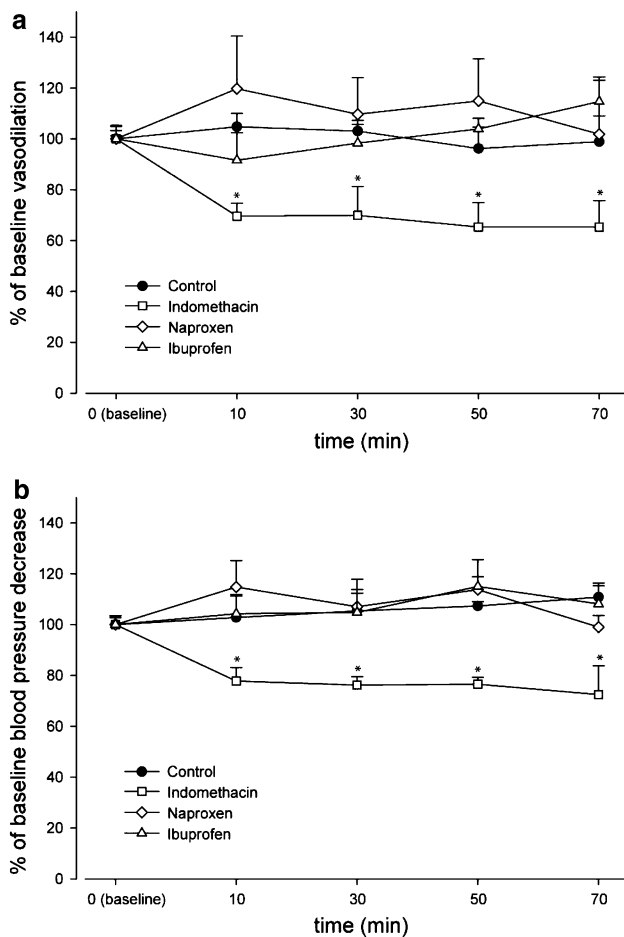 a
% of baseline vasodilation
140
120
100
80
60
40
20
0
* * * *
Control
Indomethacin
Naproxen
Ibuprofen
0 (baseline) 10 30 50 70
time (min)
b
% of baseline blood pressure decrease
140
120
100
80
60
40
20
0
* * * *
Control
Indomethacin
Naproxen
Ibuprofen
0 (baseline) 10 30 50 70
time (min)